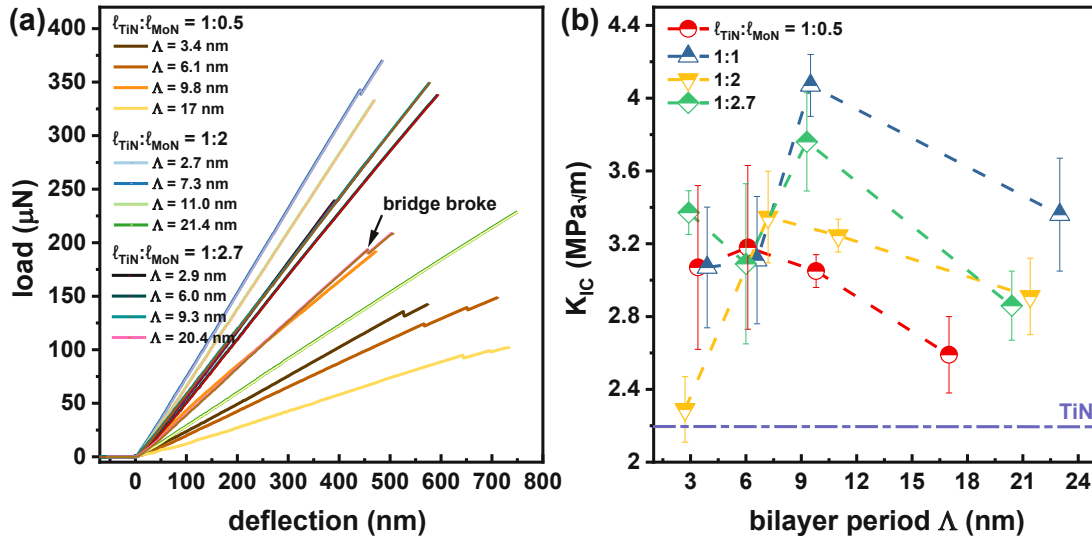 (a)
ℓTiN:ℓMoN = 1:0.5
Λ = 3.4 nm
Λ = 6.1 nm
Λ = 9.8 nm
Λ = 17 nm
ℓTiN:ℓMoN = 1:2
Λ = 2.7 nm
Λ = 7.3 nm
Λ = 11.0 nm
Λ = 21.4 nm
ℓTiN:ℓMoN = 1:2.7
Λ = 2.9 nm
Λ = 6.0 nm
Λ = 9.3 nm
Λ = 20.4 nm
bridge broke
load (μN)
400
350
300
250
200
150
100
50
0
0 100 200 300 400 500 600 700 800
deflection (nm)
(b)
ℓTiN:ℓMoN = 1:0.5
1:1
1:2
1:2.7
TiN
KIC (MPa√m)
4.4
4
3.6
3.2
2.8
2.4
2
3 6 9 12 15 18 21 24
bilayer period Λ (nm)